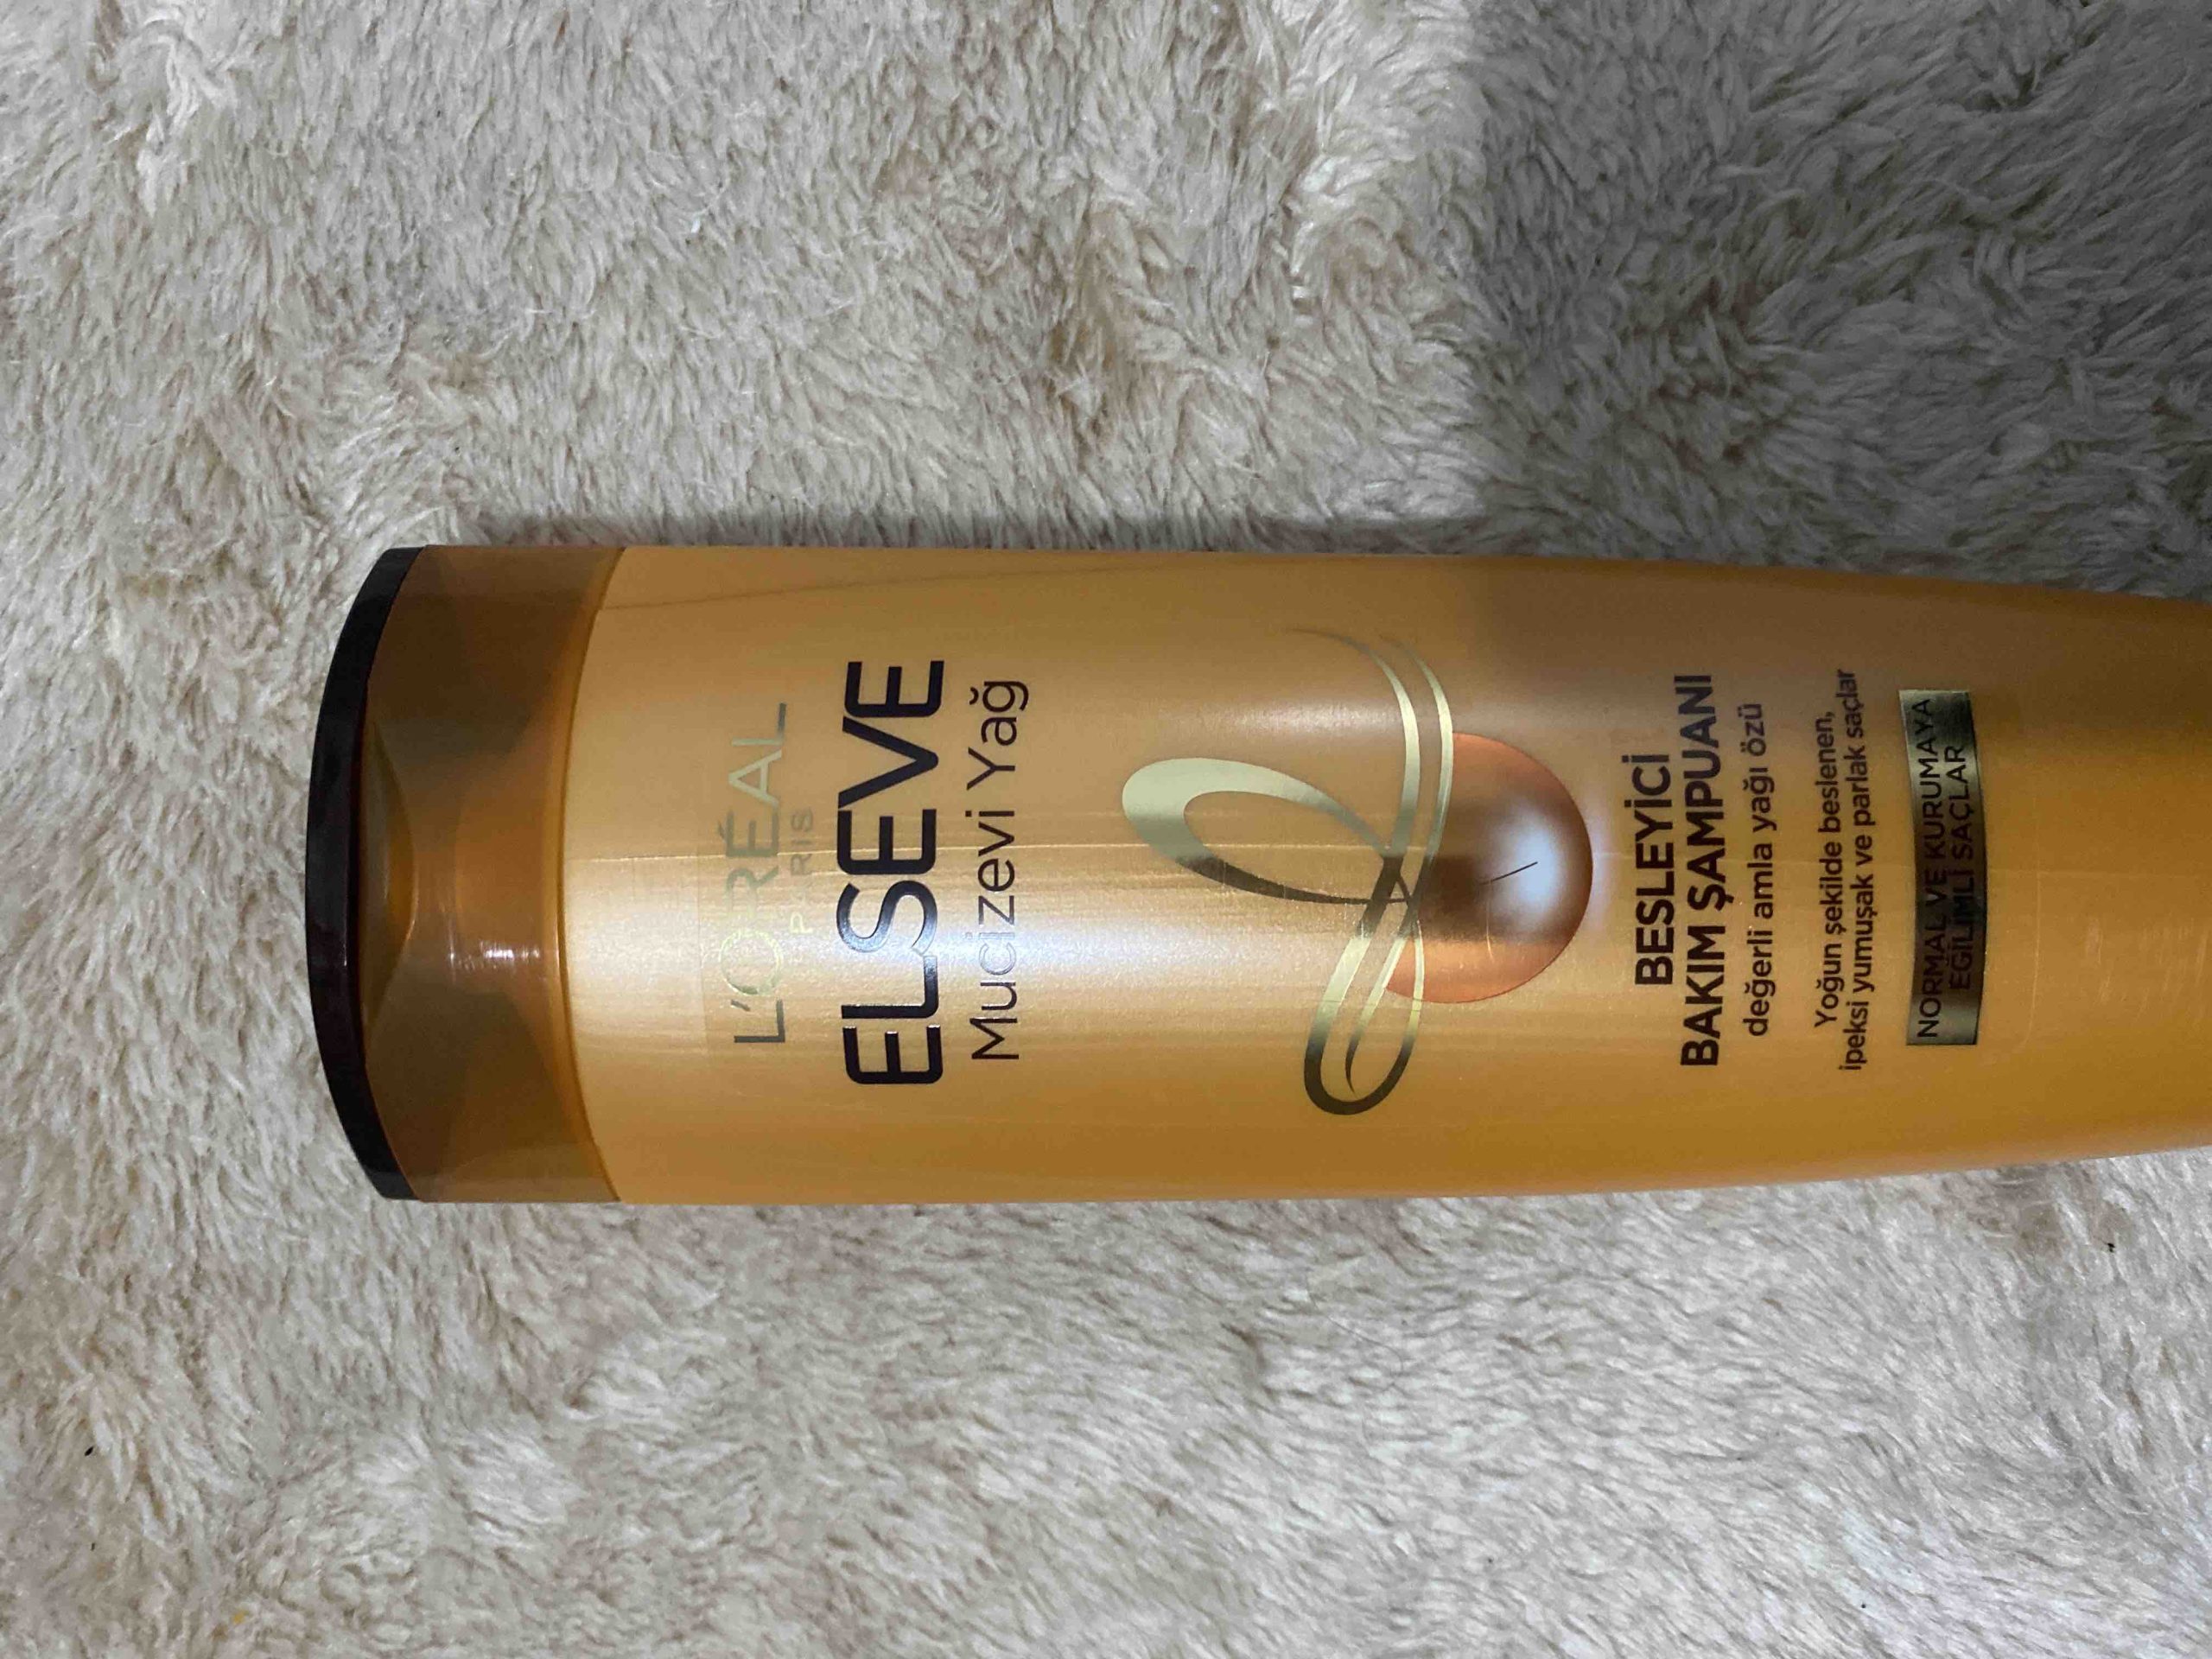 L'ORÉAL
PARIS
ELSEVE
Mucizevi Yağ
BESLEYİCİ
BAKIM ŞAMPUANI
değerli amla yağı özü
Yoğun şekilde beslenen,
ipeksi yumuşak ve parlak saçlar
NORMAL VE KURUMAYA
EĞİLİMLİ SAÇLAR